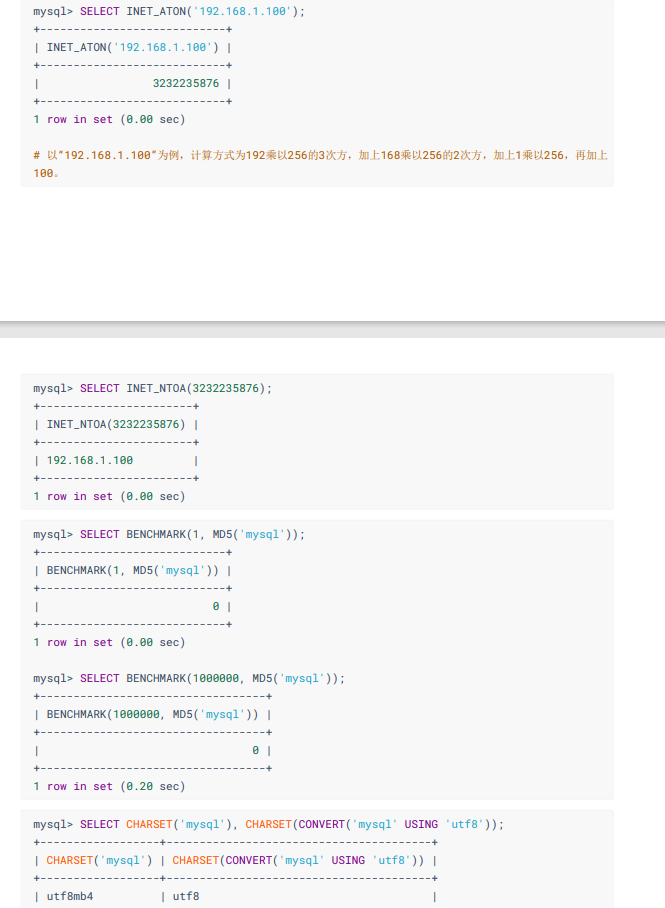 mysql> SELECT INET_ATON('192.168.1.100');
+----------------------------+
| INET_ATON('192.168.1.100') |
+----------------------------+
|                 3232235876 |
+----------------------------+
1 row in set (0.00 sec)
# 以“192.168.1.100”为例，计算方式为192乘以256的3次方，加上168乘以256的2次方，加上1乘以256，再加上
100。
mysql> SELECT INET_NTOA(3232235876);
+-----------------------+
| INET_NTOA(3232235876) |
+-----------------------+
| 192.168.1.100         |
+-----------------------+
1 row in set (0.00 sec)
mysql> SELECT BENCHMARK(1, MD5('mysql'));
+----------------------------+
| BENCHMARK(1, MD5('mysql')) |
+----------------------------+
|                          0 |
+----------------------------+
1 row in set (0.00 sec)
mysql> SELECT BENCHMARK(1000000, MD5('mysql'));
+----------------------------------+
| BENCHMARK(1000000, MD5('mysql')) |
+----------------------------------+
|                                0 |
+----------------------------------+
1 row in set (0.20 sec)
mysql> SELECT CHARSET('mysql'), CHARSET(CONVERT('mysql' USING 'utf8'));
+------------------+----------------------------------------+
| CHARSET('mysql') | CHARSET(CONVERT('mysql' USING 'utf8')) |
+------------------+----------------------------------------+
| utf8mb4          | utf8                                   |